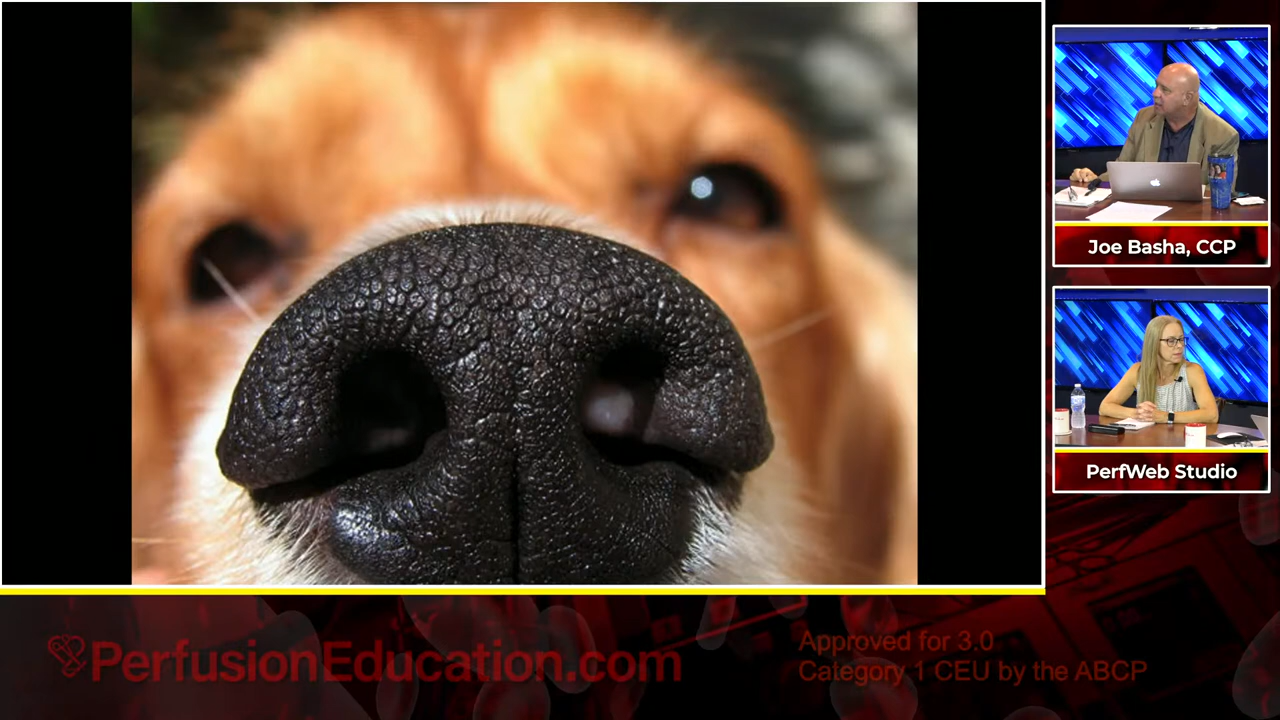 Joe Basha, CCP
PerfWeb Studio
PerfusionEducation.com
Approved for 3.0
Category 1 CEU by the ABCP